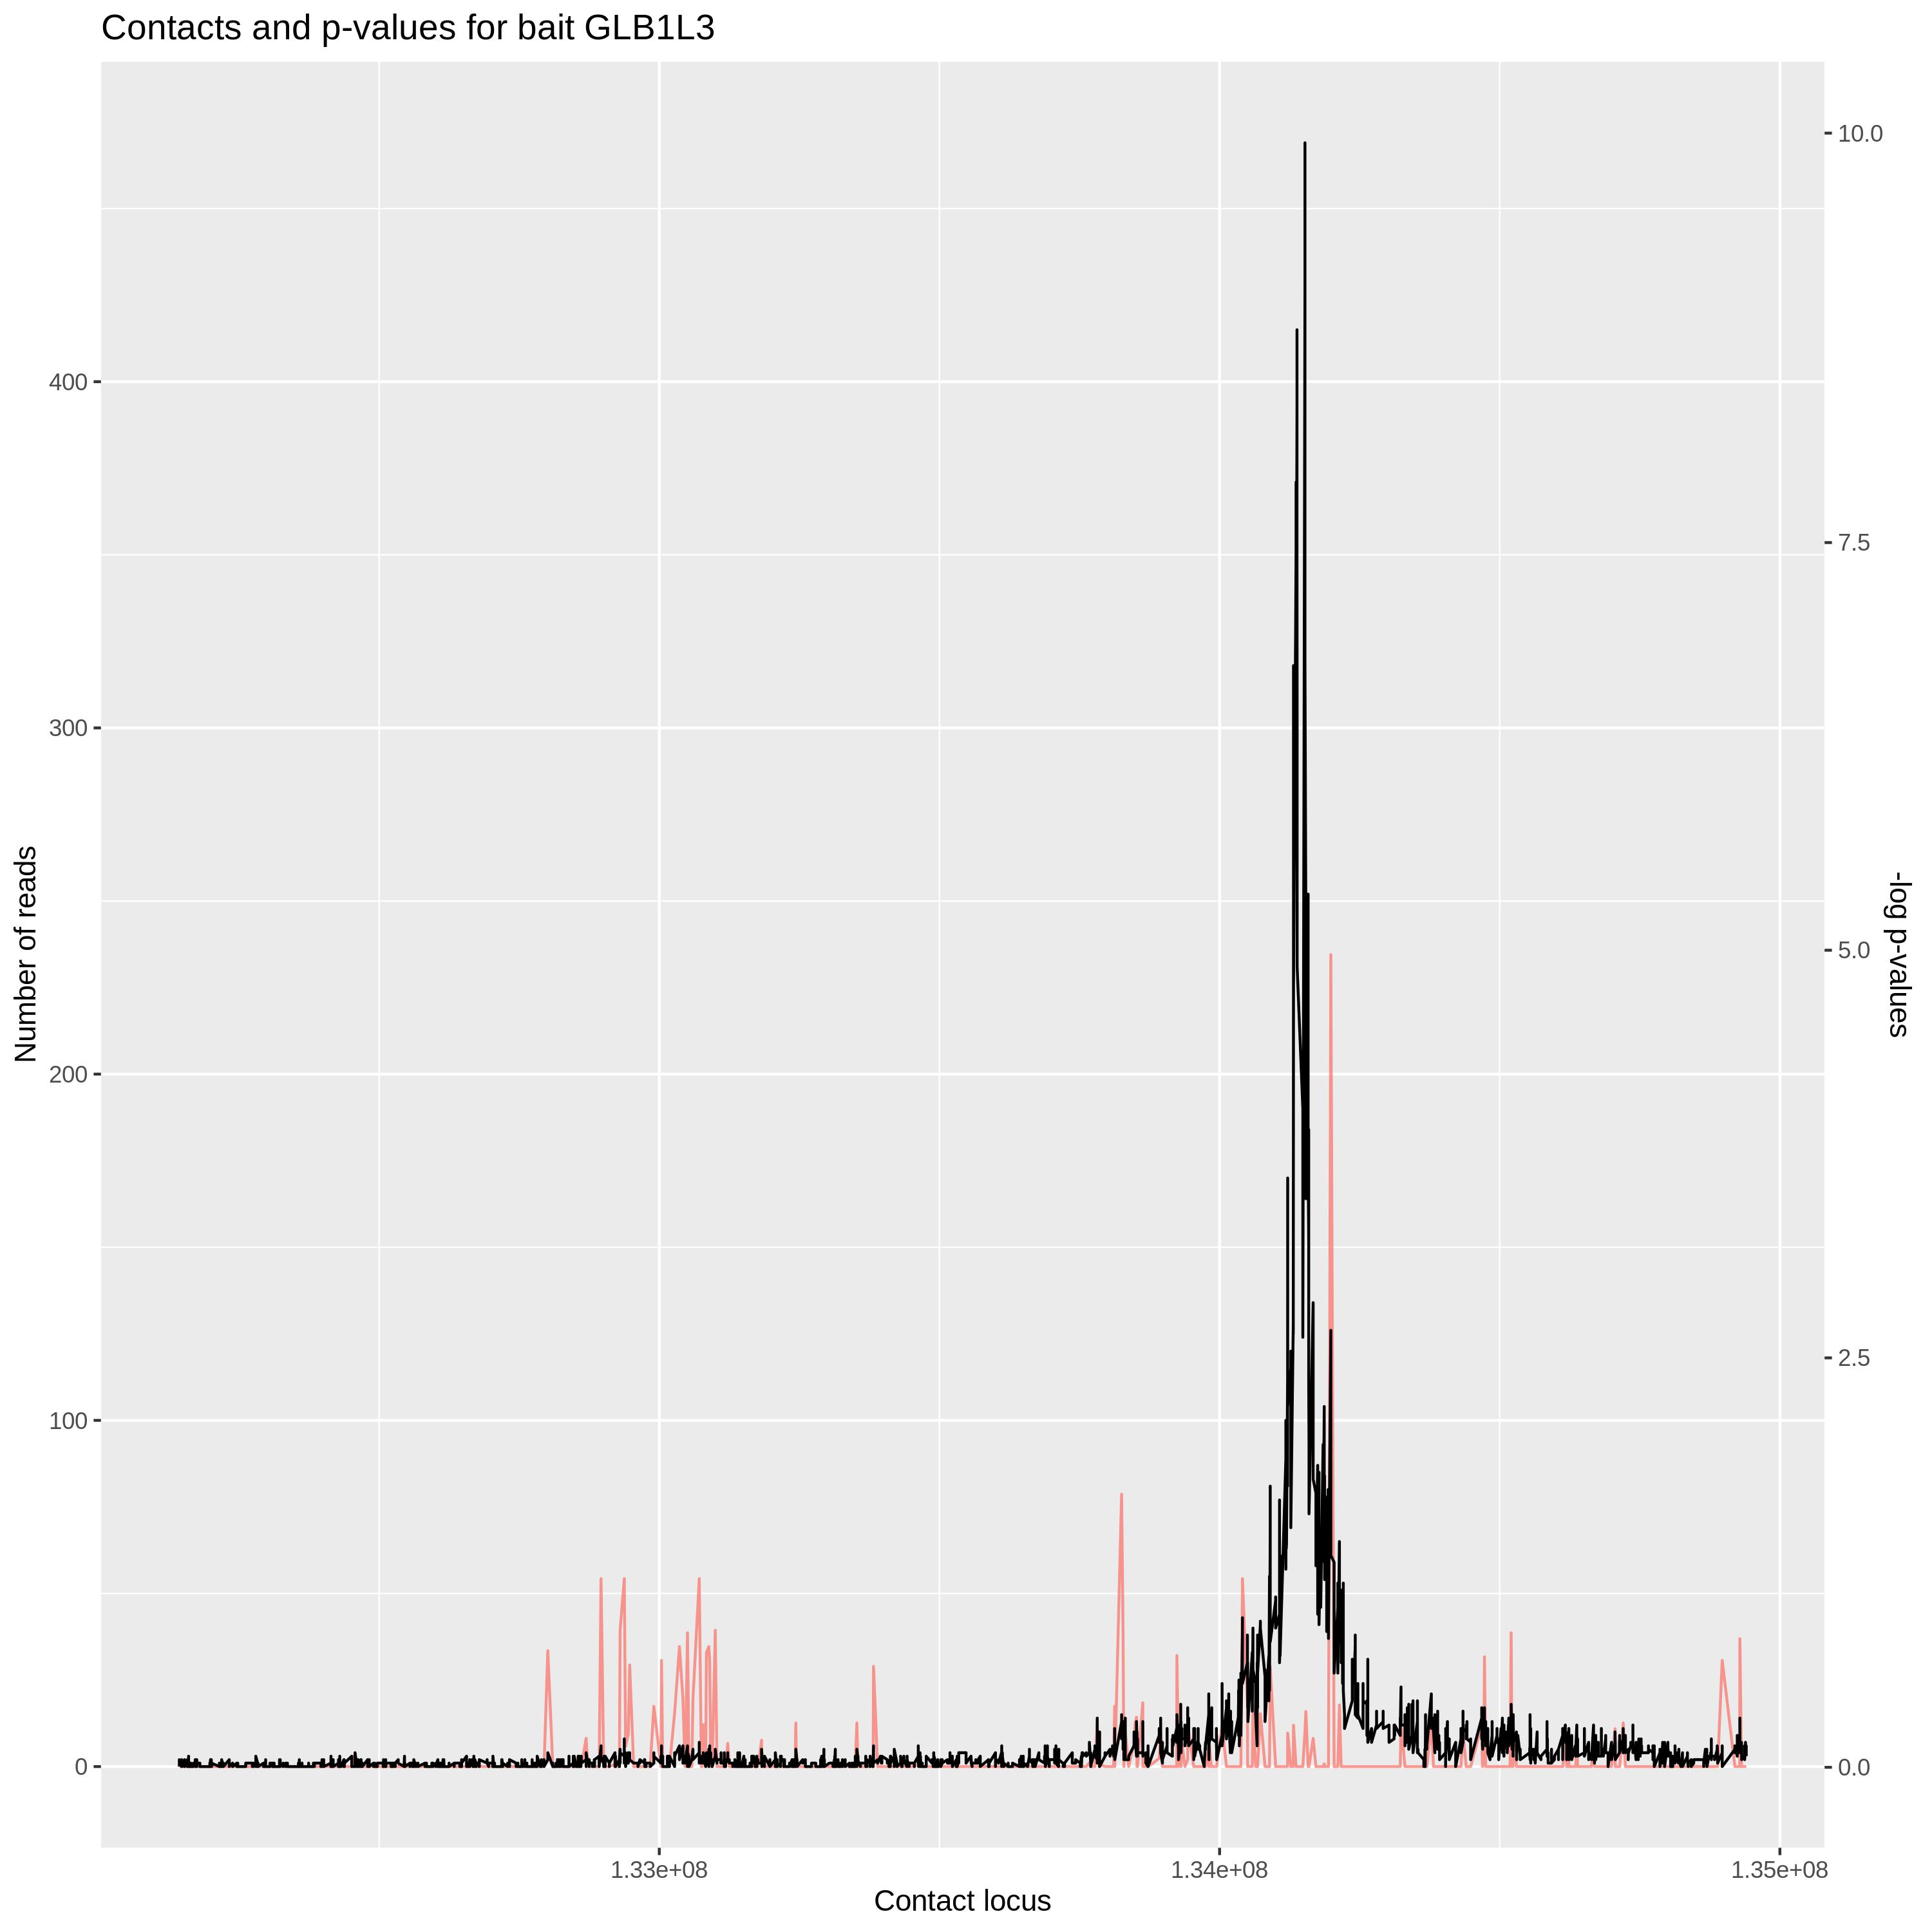 Contacts and p-values for bait GLB1L3
10.0
400
7.5
300
Number of reads
-log p-values
5.0
200
2.5
100
0
0.0
1.33e+08
1.34e+08
1.35e+08
Contact locus